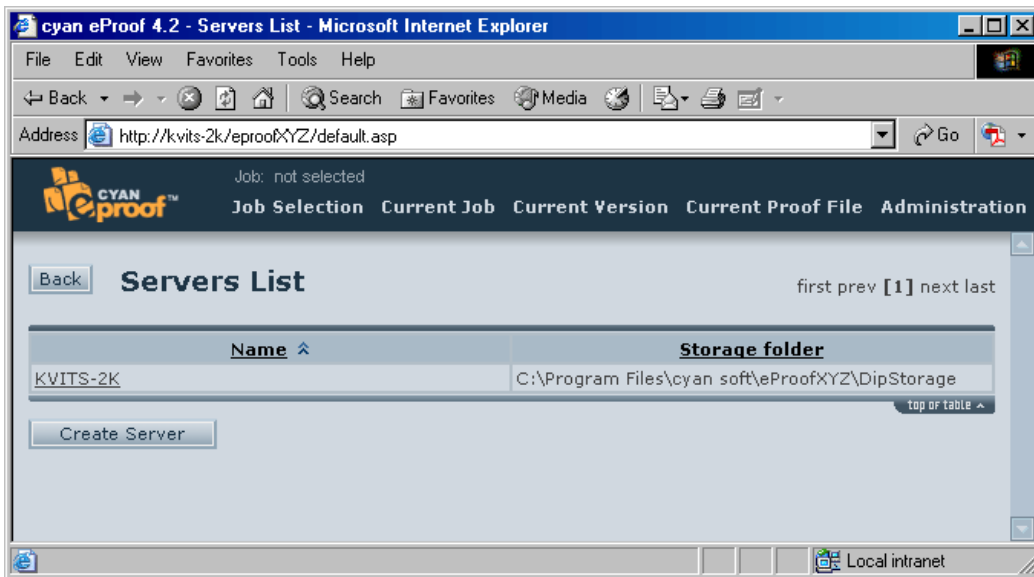 cyan eProof 4.2 - Servers List - Microsoft Internet Explorer
File Edit View Favorites Tools Help
Back Search Favorites Media
Address http://kvits-2k/eproofXYZ/default.asp Go
Job: not selected
CYAN eproof™ Job Selection Current Job Current Version Current Proof File Administration
Back Servers List first prev [1] next last
Name Storage folder
KVITS-2K C:\Program Files\cyan soft\eProofXYZ\DipStorage
top of table
Create Server
Local intranet